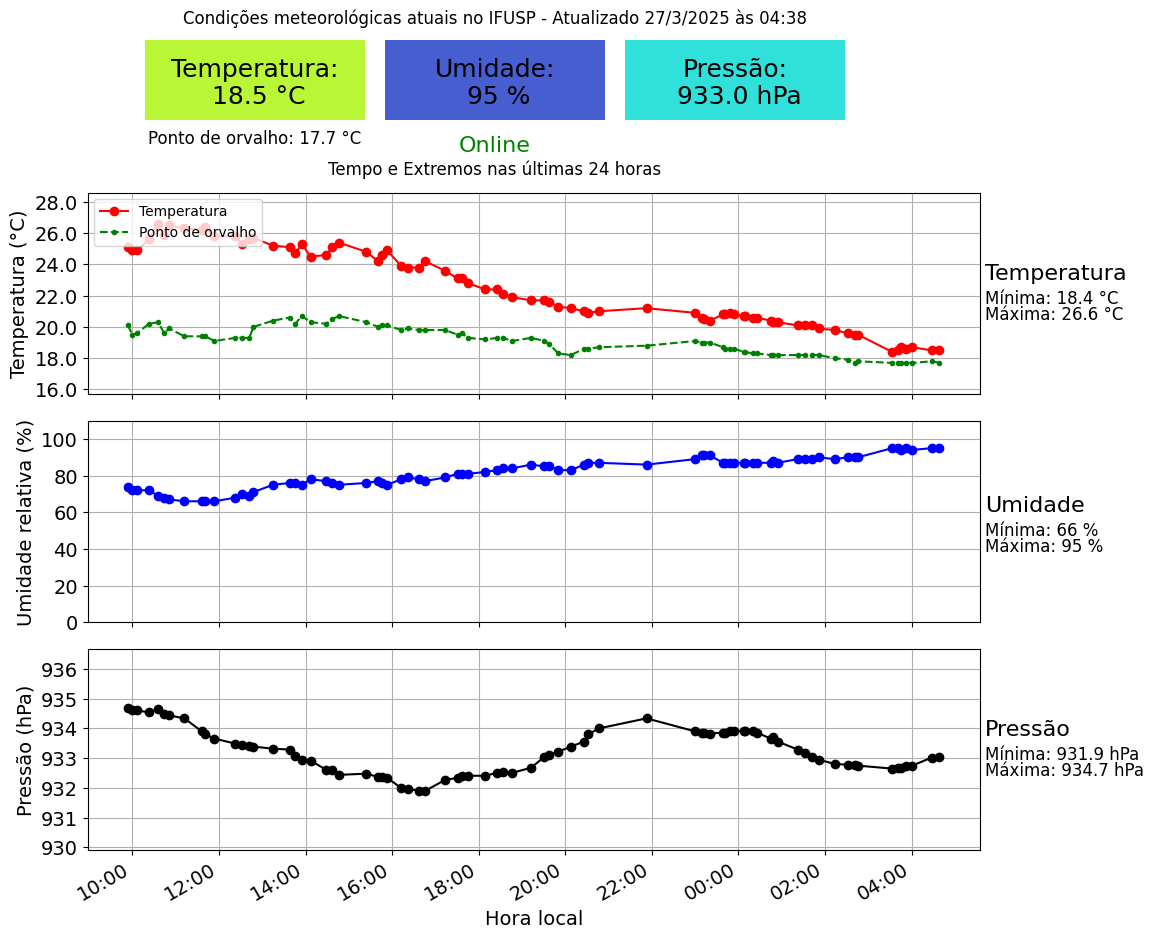 Condições meteorológicas atuais no IFUSP - Atualizado 27/3/2025 às 04:38
Temperatura:
18.5 °C
Umidade:
95 %
Pressão:
933.0 hPa
Ponto de orvalho: 17.7 °C
Online
Tempo e Extremos nas últimas 24 horas
Temperatura (°C)
28.0
26.0
24.0
22.0
20.0
18.0
16.0
Temperatura
Ponto de orvalho
Temperatura
Mínima: 18.4 °C
Máxima: 26.6 °C
Umidade relativa (%)
100
80
60
40
20
0
Umidade
Mínima: 66 %
Máxima: 95 %
Pressão (hPa)
936
935
934
933
932
931
930
Pressão
Mínima: 931.9 hPa
Máxima: 934.7 hPa
10:00
12:00
14:00
16:00
18:00
20:00
22:00
00:00
02:00
04:00
Hora local